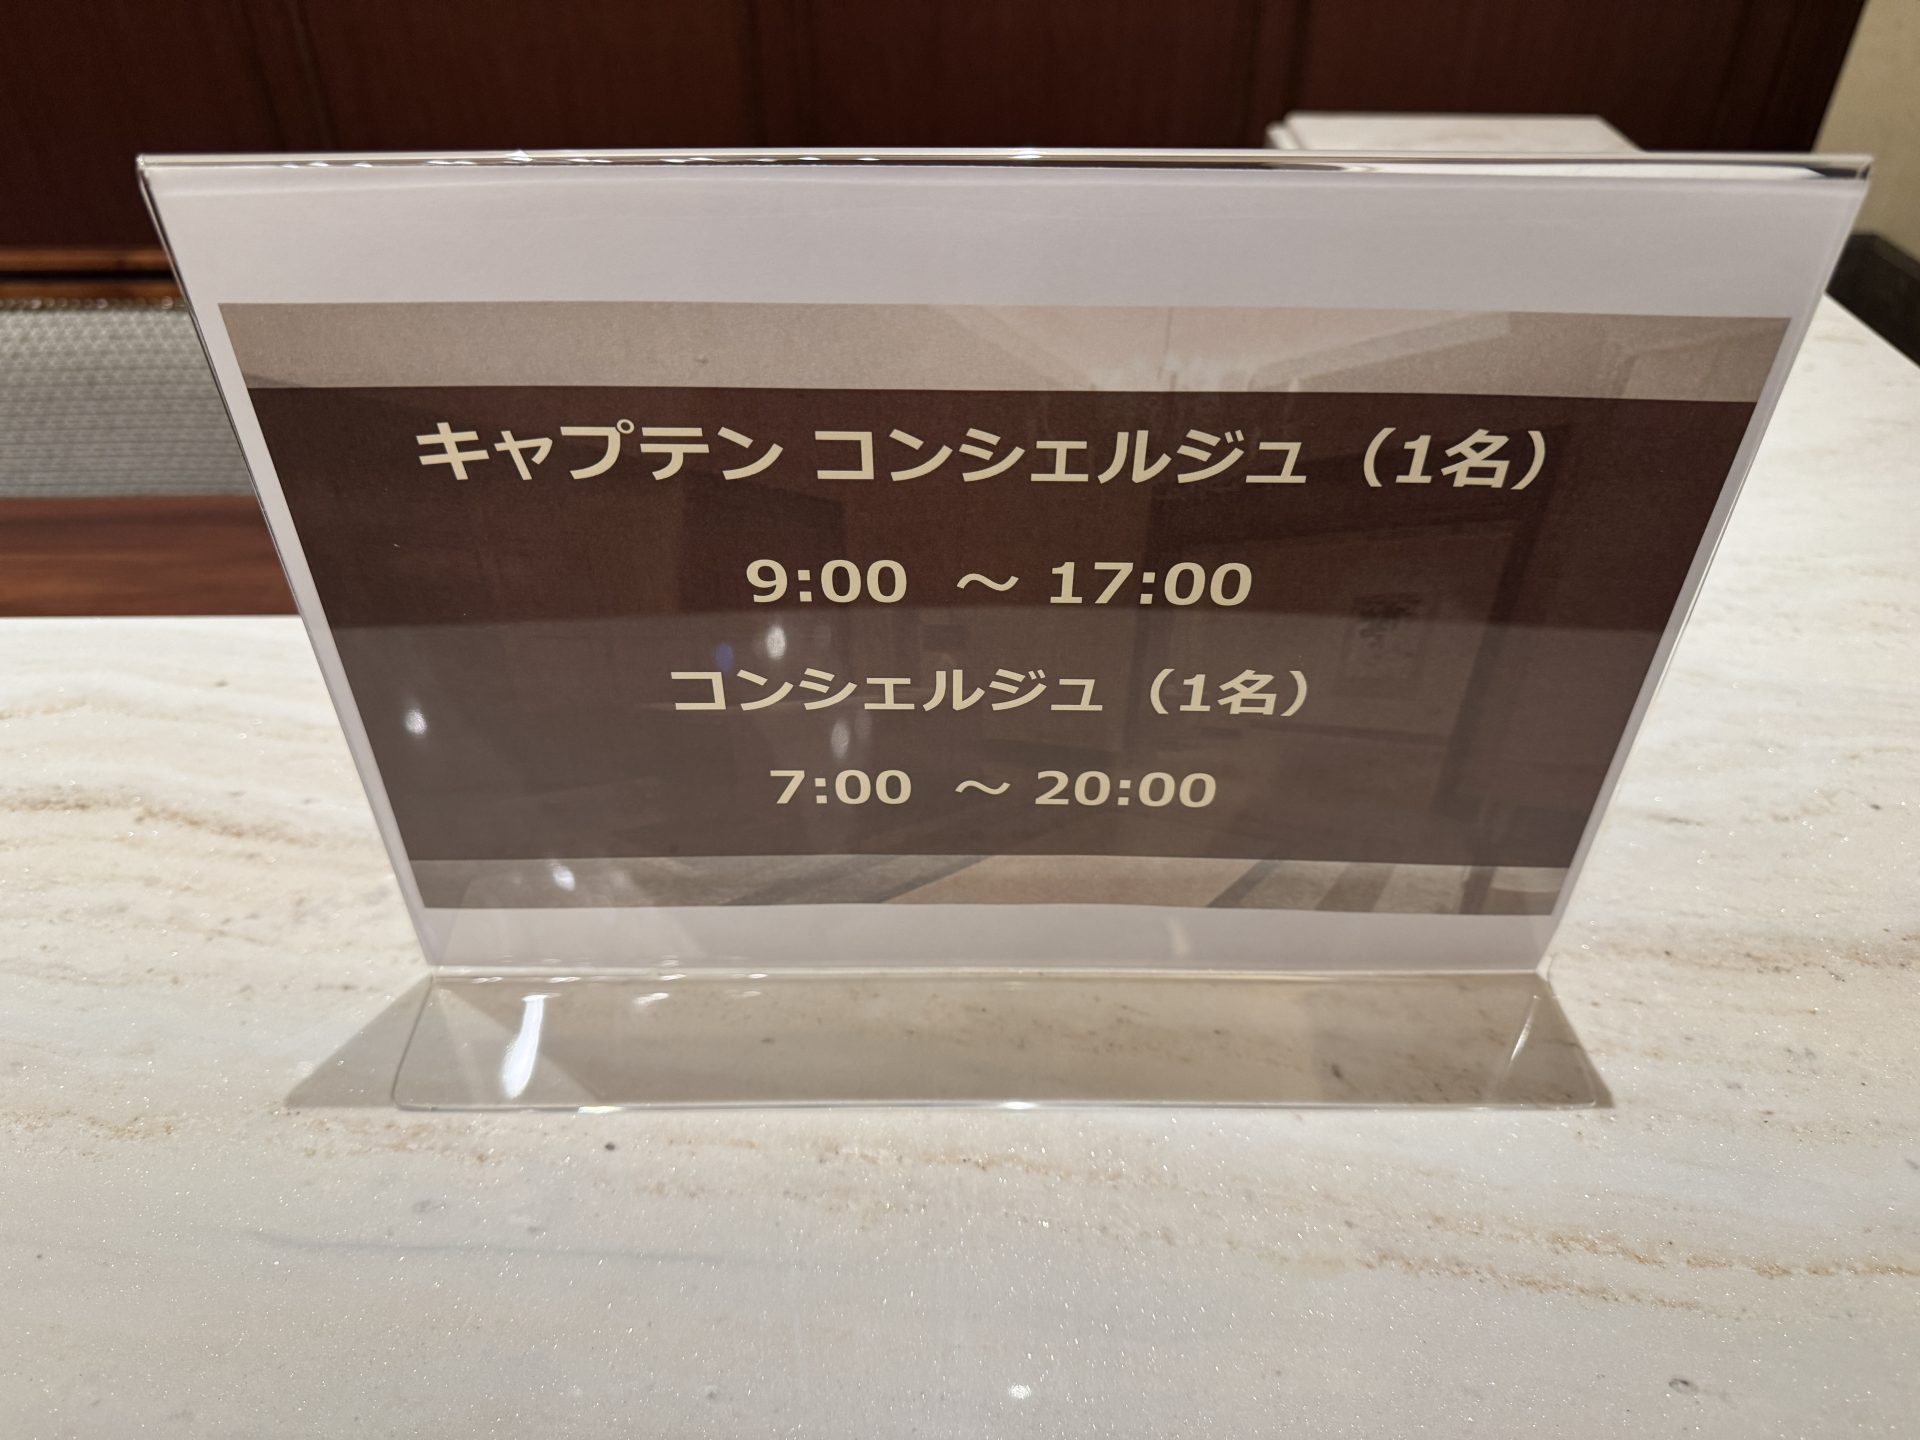 キャプテン コンシェルジュ（1名）
9:00 ～ 17:00
コンシェルジュ（1名）
7:00 ～ 20:00